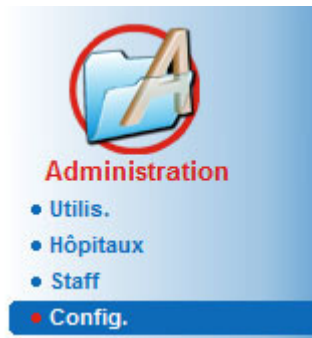 A
Administration
Utilis.
Hôpitaux
Staff
Config.